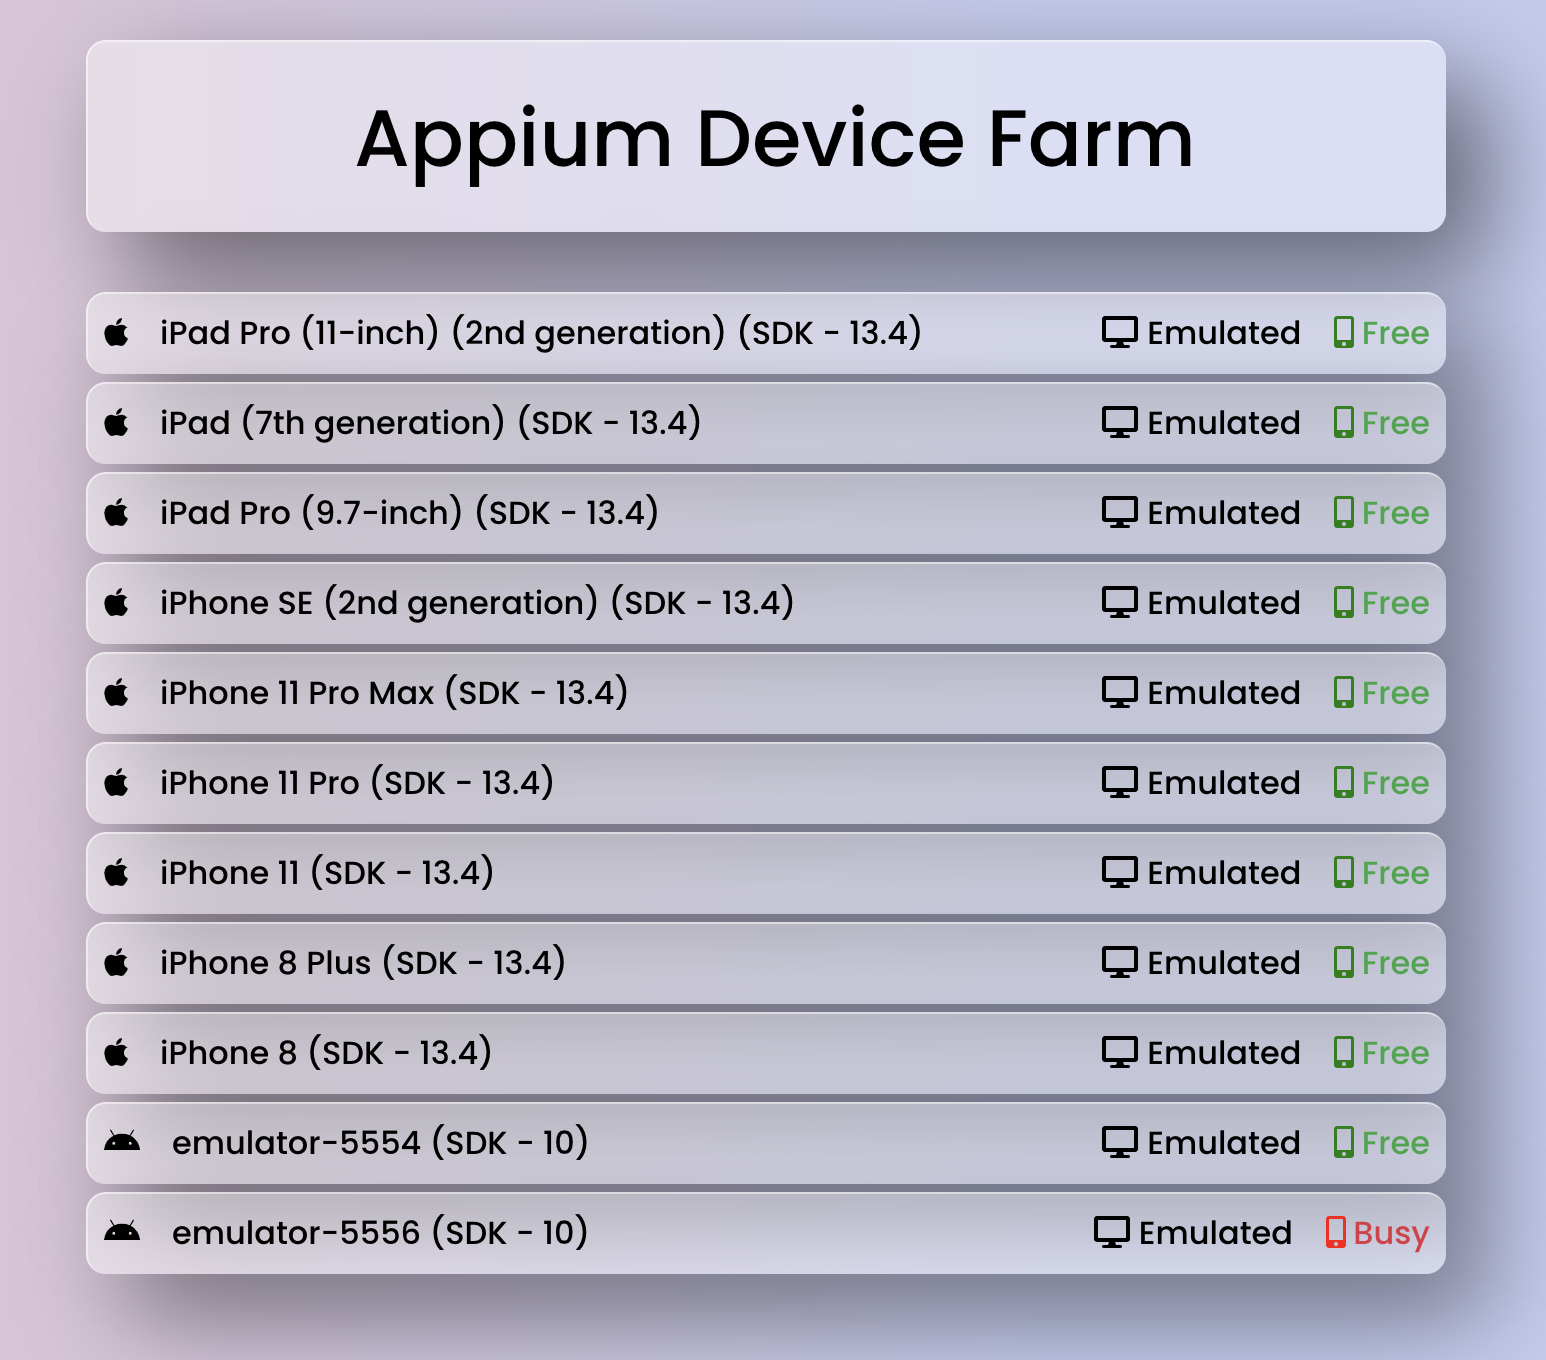 Appium Device Farm
iPad Pro (11-inch) (2nd generation) (SDK - 13.4) Emulated Free
iPad (7th generation) (SDK - 13.4) Emulated Free
iPad Pro (9.7-inch) (SDK - 13.4) Emulated Free
iPhone SE (2nd generation) (SDK - 13.4) Emulated Free
iPhone 11 Pro Max (SDK - 13.4) Emulated Free
iPhone 11 Pro (SDK - 13.4) Emulated Free
iPhone 11 (SDK - 13.4) Emulated Free
iPhone 8 Plus (SDK - 13.4) Emulated Free
iPhone 8 (SDK - 13.4) Emulated Free
emulator-5554 (SDK - 10) Emulated Free
emulator-5556 (SDK - 10) Emulated Busy